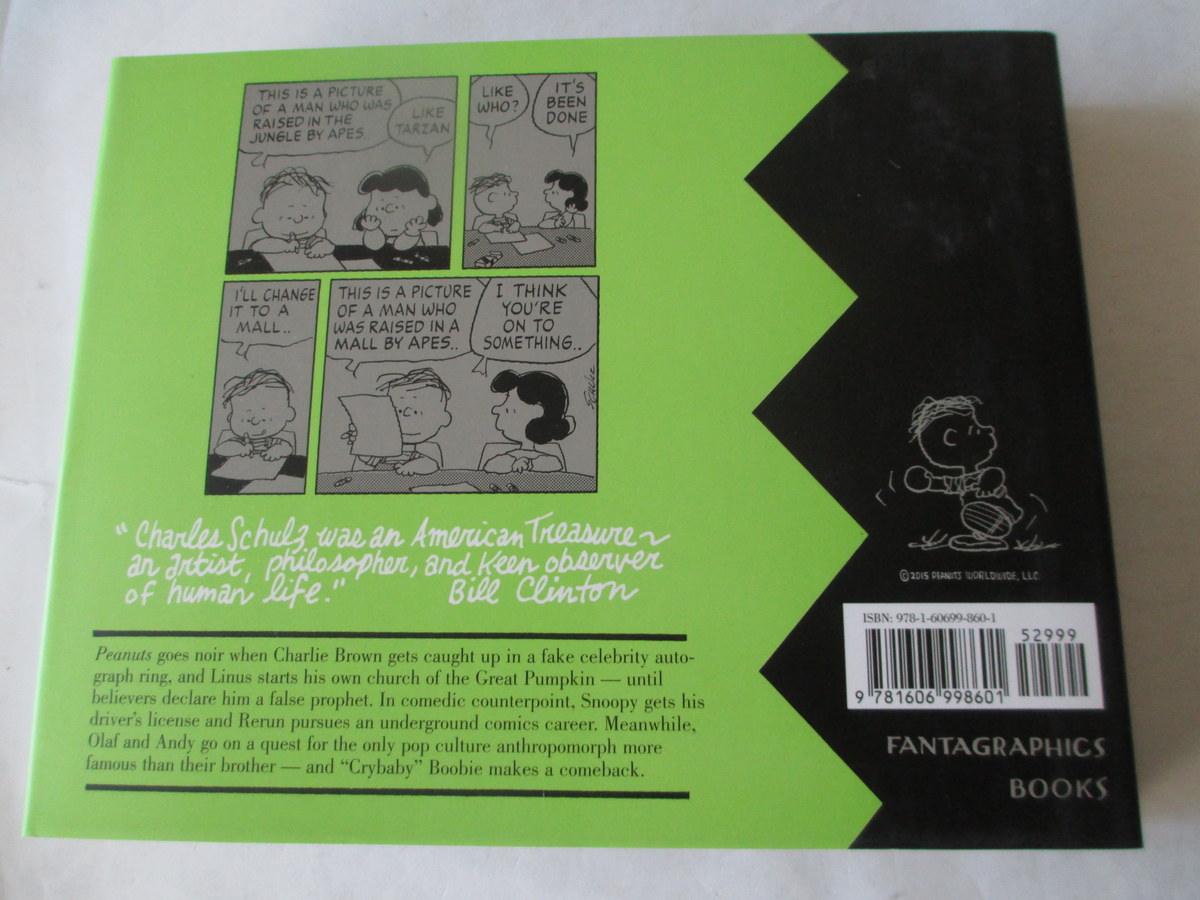 THIS IS A PICTURE
OF A MAN WHO WAS
RAISED IN THE
JUNGLE BY APES..
LIKE
TARZAN
LIKE
WHO?
IT'S
BEEN
DONE
I'LL CHANGE
IT TO A
MALL..
THIS IS A PICTURE
OF A MAN WHO
WAS RAISED IN A
MALL BY APES..
I THINK
YOU'RE
ON TO
SOMETHING..
SCHULZ
"Charles Schulz was an American Treasure~
an artist, philosopher, and keen observer
of human life."
Bill Clinton
Peanuts goes noir when Charlie Brown gets caught up in a fake celebrity auto-
graph ring, and Linus starts his own church of the Great Pumpkin — until
believers declare him a false prophet. In comedic counterpoint, Snoopy gets his
driver's license and Rerun pursues an underground comics career. Meanwhile,
Olaf and Andy go on a quest for the only pop culture anthropomorph more
famous than their brother — and “Crybaby” Boobie makes a comeback.
©2015 PEANUTS WORLDWIDE, LLC.
ISBN: 978-1-60699-860-1
52999
9 781606 998601
FANTAGRAPHICS
BOOKS